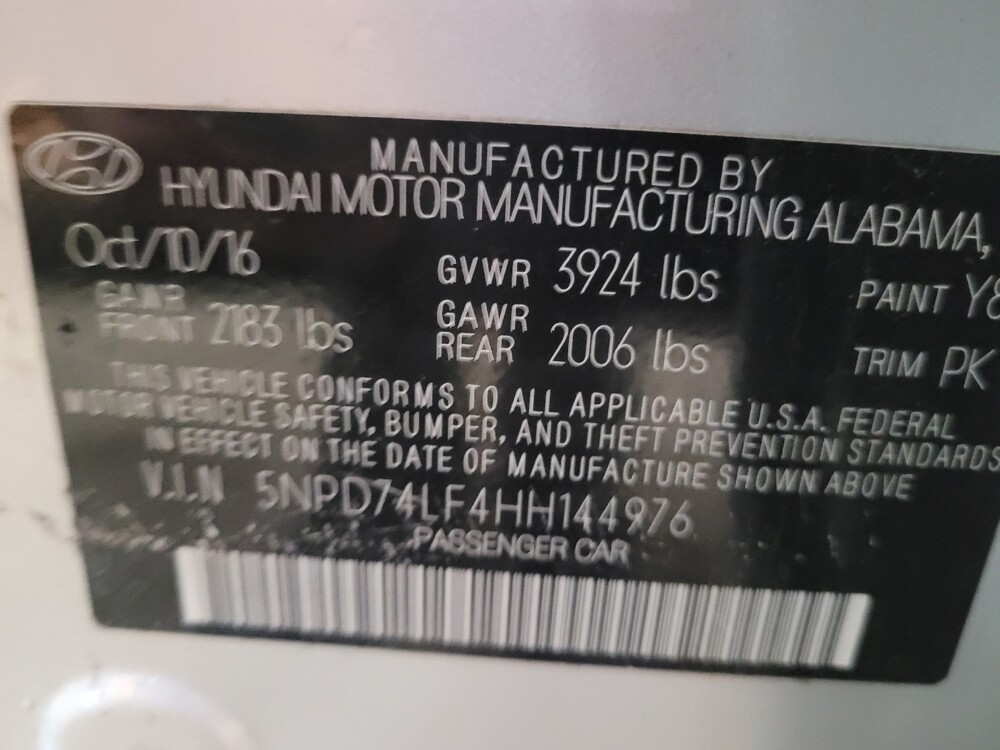 MANUFACTURED BY
HYUNDAI MOTOR MANUFACTURING ALABAMA,
Oct/10/16 GVWR 3924 lbs PAINT Y8
GAWR FRONT 2183 lbs GAWR REAR 2006 lbs TRIM PK
THIS VEHICLE CONFORMS TO ALL APPLICABLE U.S.A. FEDERAL
MOTOR VEHICLE SAFETY, BUMPER, AND THEFT PREVENTION STANDARDS
IN EFFECT ON THE DATE OF MANUFACTURE SHOWN ABOVE
V.I.N 5NPD74LF4HH144976
PASSENGER CAR